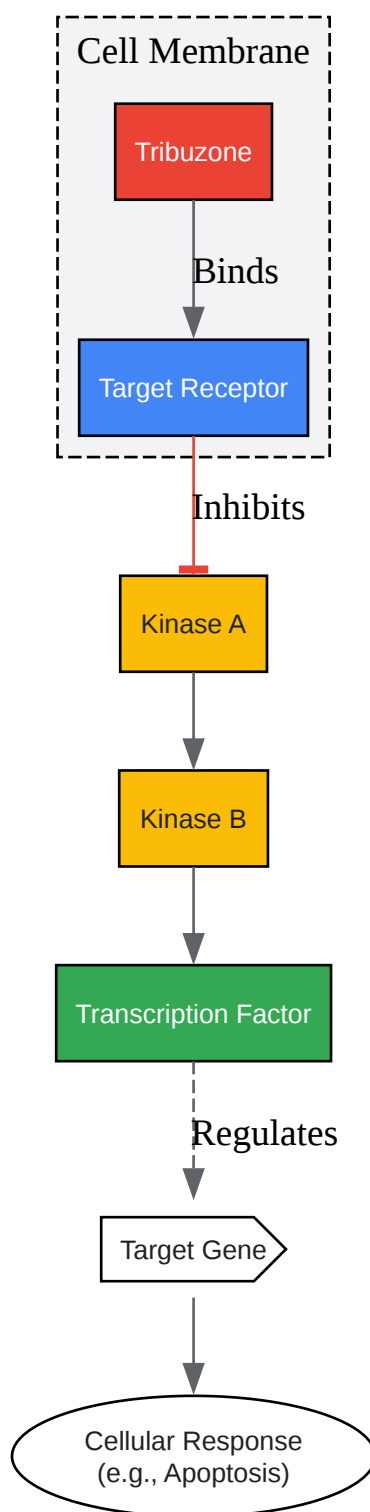 Cell Membrane
Tribuzone
Binds
Target Receptor
Inhibits
Kinase A
Kinase B
Transcription Factor
Regulates
Target Gene
Cellular Response
(e.g., Apoptosis)